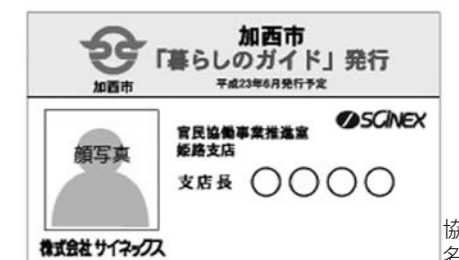 加西市
「暮らしのガイド」発行
平成23年6月発行予定
加西市
SCINEX
官民協働事業推進室
姫路支店
支店長 〇〇〇〇
顔写真
株式会社 サイネックス
協
名